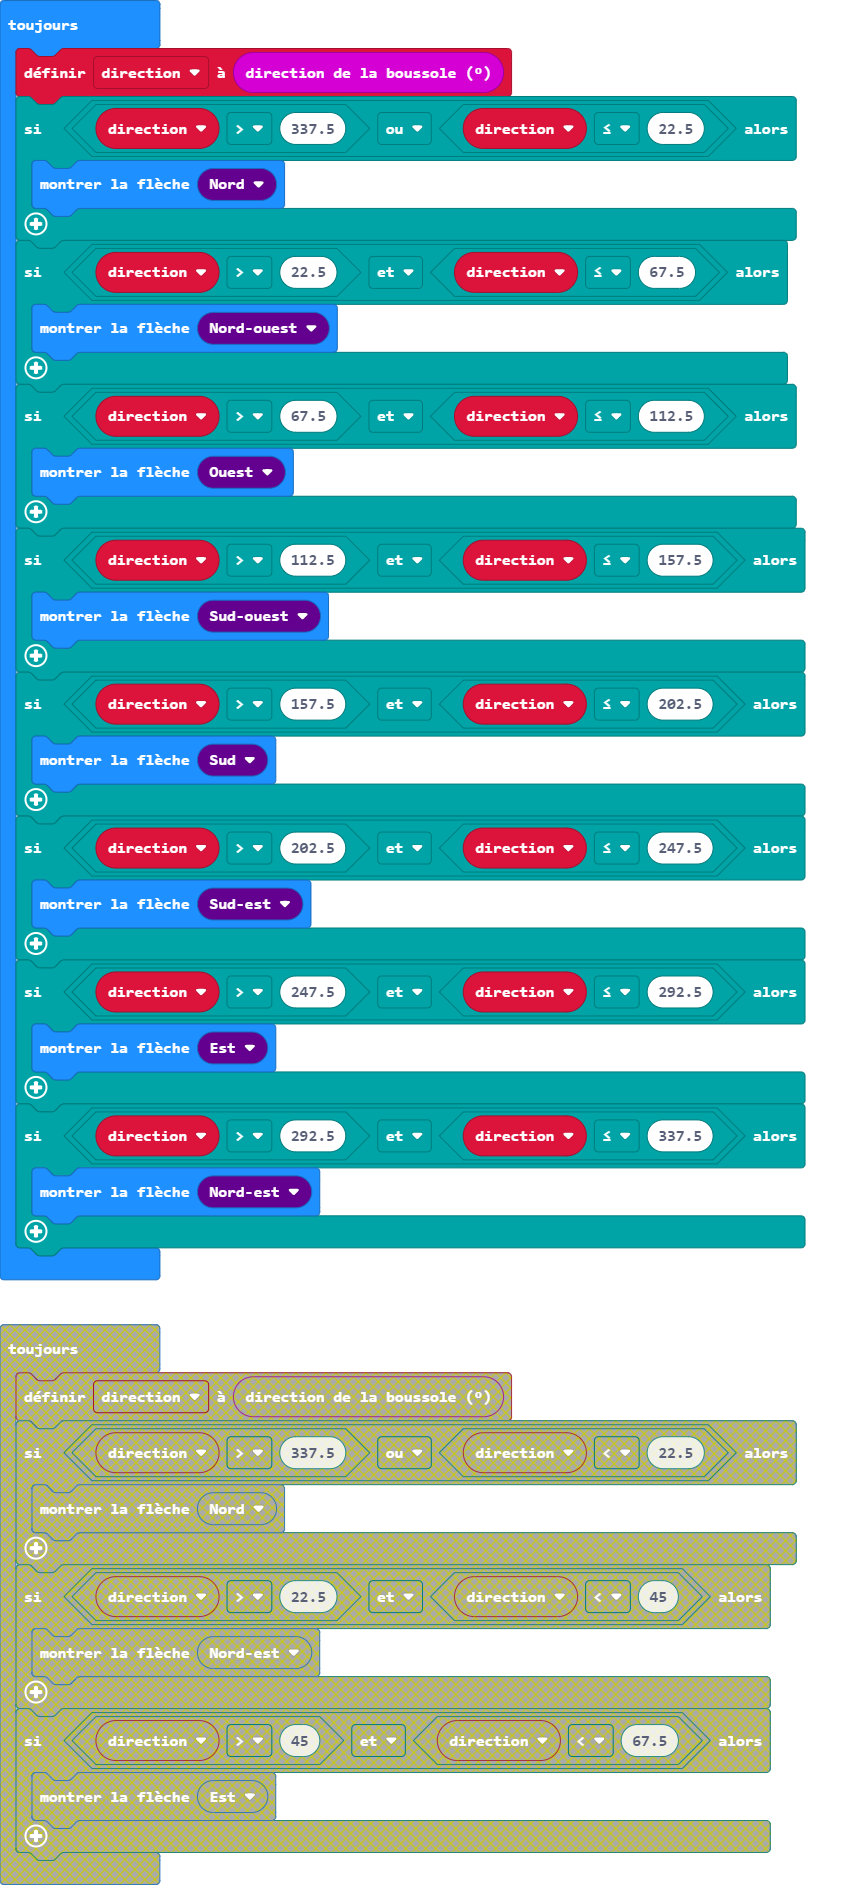 toujours
définir direction à direction de la boussole (°)
si direction > 337.5 ou direction ≤ 22.5 alors
montrer la flèche Nord
si direction > 22.5 et direction ≤ 67.5 alors
montrer la flèche Nord-ouest
si direction > 67.5 et direction ≤ 112.5 alors
montrer la flèche Ouest
si direction > 112.5 et direction ≤ 157.5 alors
montrer la flèche Sud-ouest
si direction > 157.5 et direction ≤ 202.5 alors
montrer la flèche Sud
si direction > 202.5 et direction ≤ 247.5 alors
montrer la flèche Sud-est
si direction > 247.5 et direction ≤ 292.5 alors
montrer la flèche Est
si direction > 292.5 et direction ≤ 337.5 alors
montrer la flèche Nord-est
toujours
définir direction à direction de la boussole (°)
si direction > 337.5 ou direction < 22.5 alors
montrer la flèche Nord
si direction > 22.5 et direction < 45 alors
montrer la flèche Nord-est
si direction > 45 et direction < 67.5 alors
montrer la flèche Est